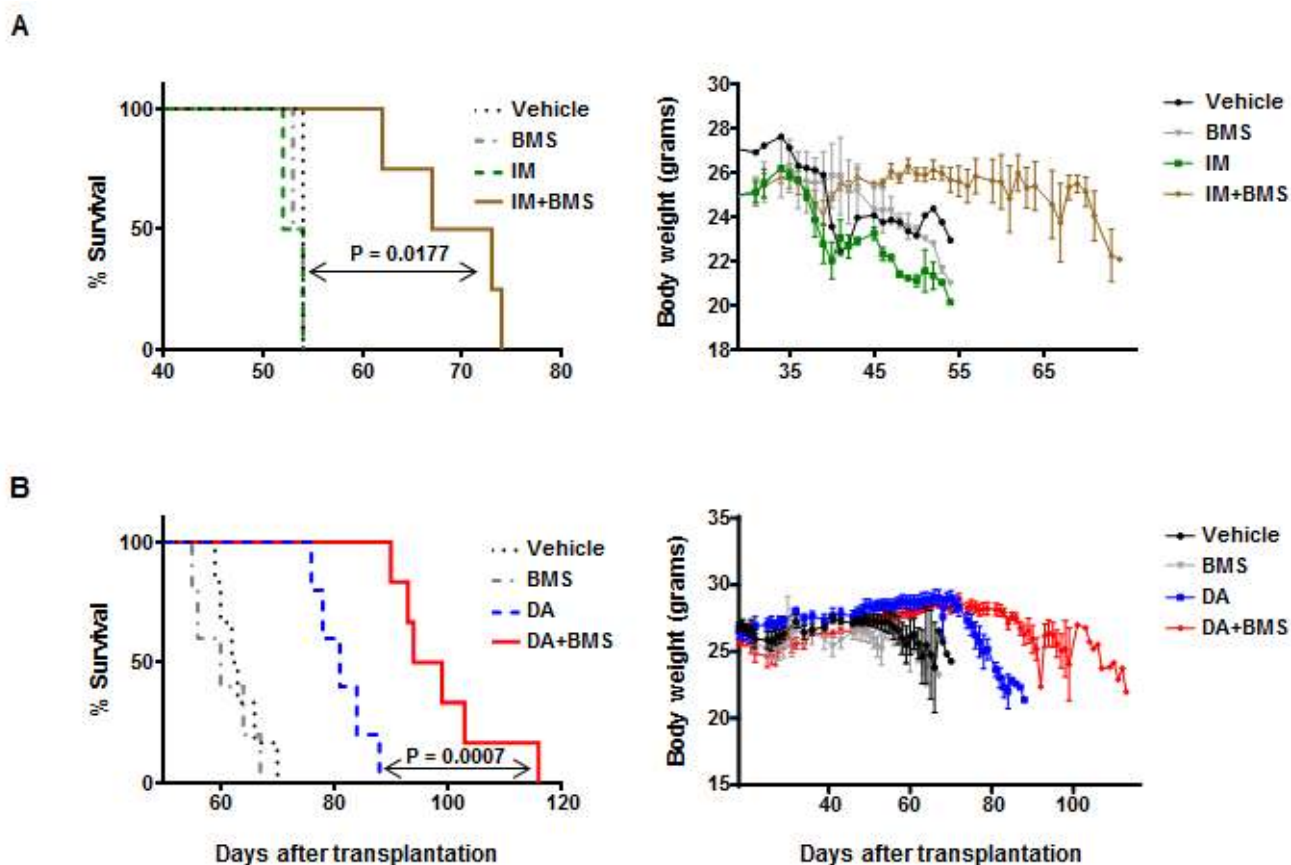 A
% Survival
100
50
0
40 50 60 70 80
Vehicle
BMS
IM
IM+BMS
P = 0.0177
Body weight (grams)
30
28
26
24
22
20
18
35 45 55 65
Vehicle
BMS
IM
IM+BMS
B
% Survival
100
50
0
60 80 100 120
Vehicle
BMS
DA
DA+BMS
P = 0.0007
Days after transplantation
Body weight (grams)
35
30
25
20
15
40 60 80 100
Vehicle
BMS
DA
DA+BMS
Days after transplantation